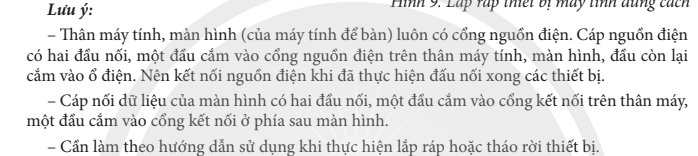 Hình 9. Lắp ráp thiết bị máy tính đúng cách
Lưu ý:
– Thân máy tính, màn hình (của máy tính để bàn) luôn có cổng nguồn điện. Cáp nguồn điện
có hai đầu nối, một đầu cắm vào cổng nguồn điện trên thân máy tính, màn hình, đầu còn lại
cắm vào ổ điện. Nên kết nối nguồn điện khi đã thực hiện đấu nối xong các thiết bị.
– Cáp nối dữ liệu của màn hình có hai đầu nối, một đầu cắm vào cổng kết nối trên thân máy,
một đầu cắm vào cổng kết nối ở phía sau màn hình.
– Cần làm theo hướng dẫn sử dụng khi thực hiện lắp ráp hoặc tháo rời thiết bị.